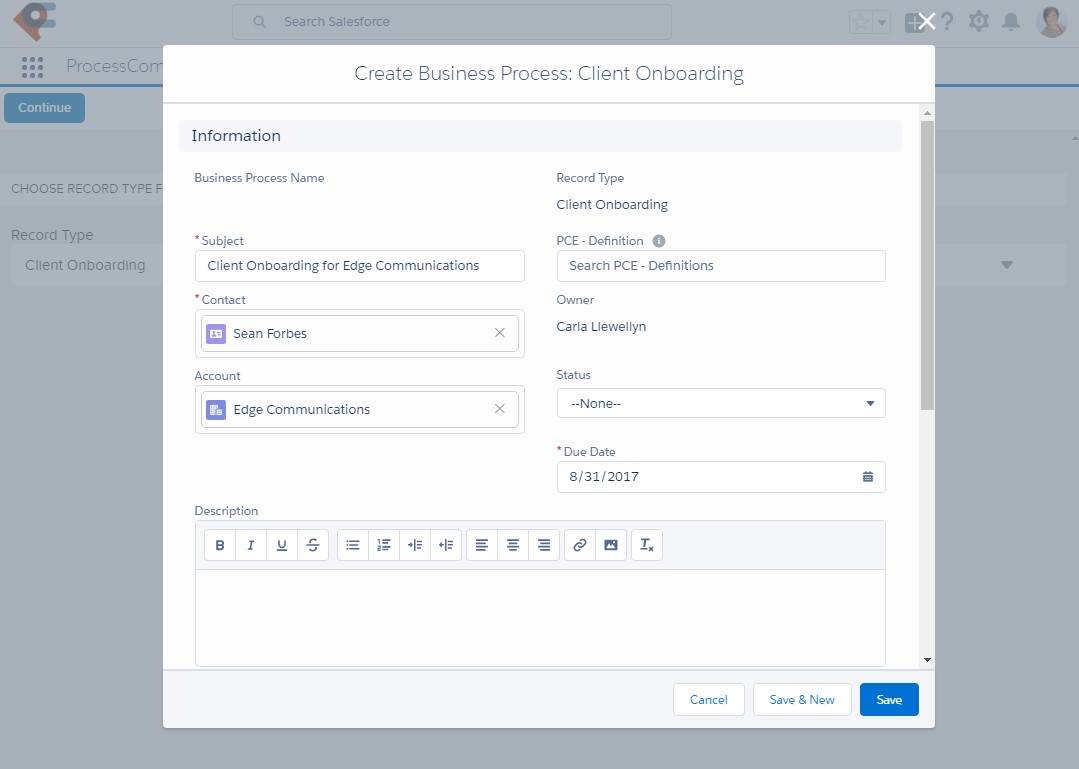 Search Salesforce
ProcessCom
Continue
CHOOSE RECORD TYPE F
Record Type
Client Onboarding
Create Business Process: Client Onboarding
Information
Business Process Name
Record Type
Client Onboarding
* Subject
Client Onboarding for Edge Communications
PCE - Definition
Search PCE - Definitions
* Contact
Sean Forbes
Owner
Carla Llewellyn
Account
Edge Communications
Status
--None--
* Due Date
8/31/2017
Description
B I U S
Cancel
Save & New
Save